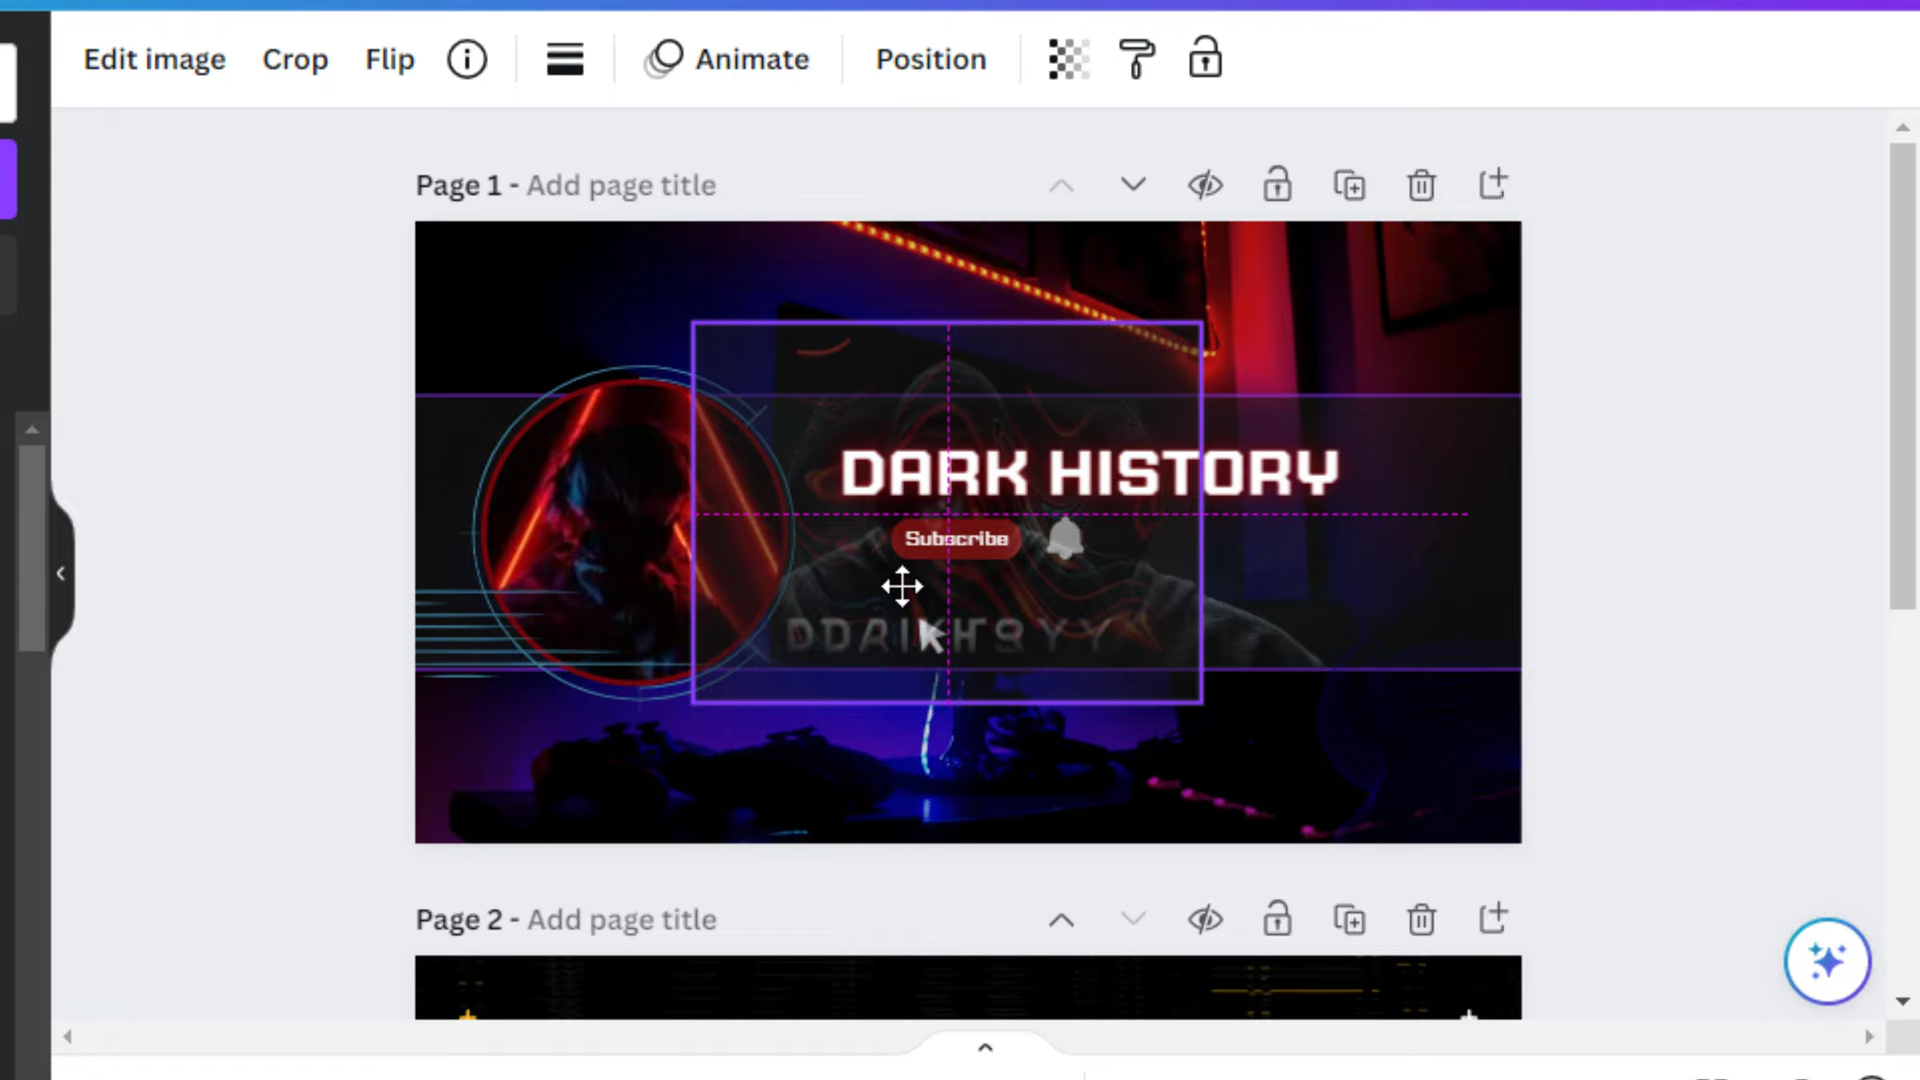 Edit image Crop Flip Animate Position
Page 1 - Add page title
DARK HISTORY
Subscribe
Page 2 - Add page title